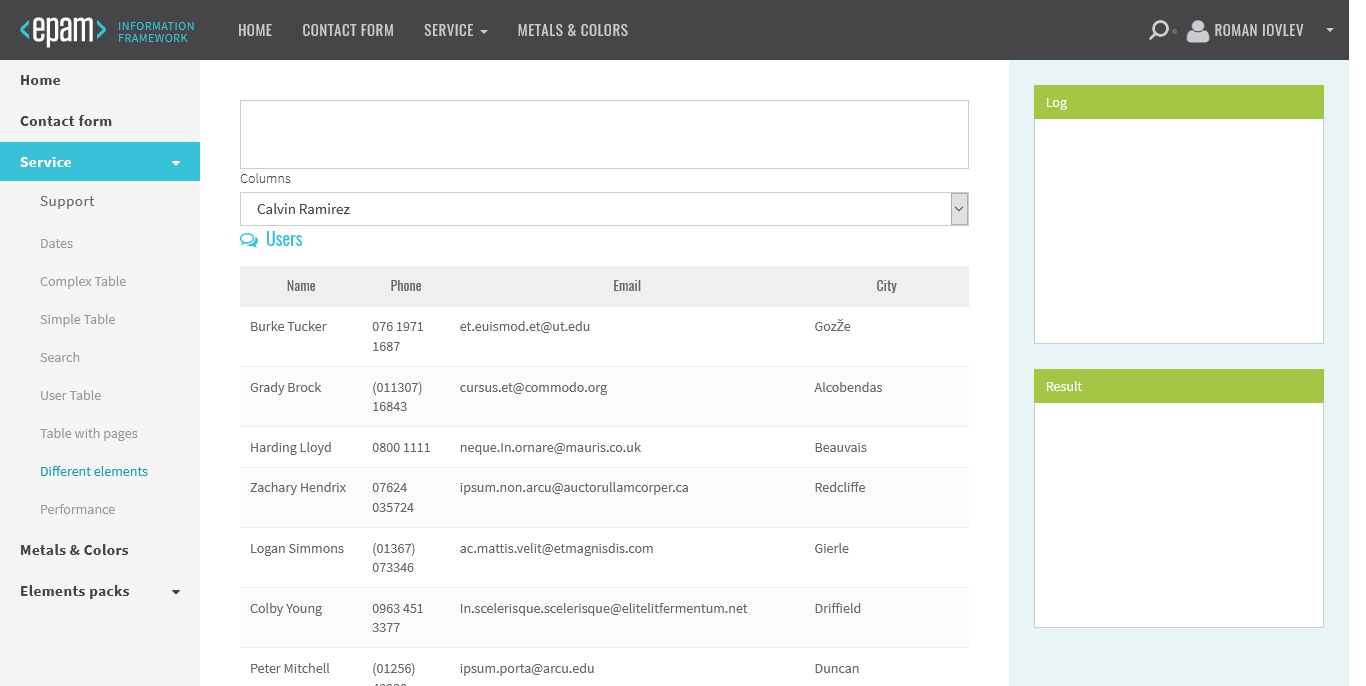 <epam>
INFORMATION
FRAMEWORK
HOME
CONTACT FORM
SERVICE
METALS & COLORS
ROMAN IOVLEV
Home
Contact form
Service
Support
Dates
Complex Table
Simple Table
Search
User Table
Table with pages
Different elements
Performance
Metals & Colors
Elements packs
Columns
Calvin Ramirez
Users
Name Phone Email City
Burke Tucker 076 1971 et.euismod.et@ut.edu GozŽe
1687
Grady Brock (011307) cursus.et@commodo.org Alcobendas
16843
Harding Lloyd 0800 1111 neque.In.ornare@mauris.co.uk Beauvais
Zachary Hendrix 07624 ipsum.non.arcu@auctorullamcorper.ca Redcliffe
035724
Logan Simmons (01367) ac.mattis.velit@etmagnisdis.com Gierle
073346
Colby Young 0963 451 In.scelerisque.scelerisque@elitelitfermentum.net Driffield
3377
Peter Mitchell (01256) ipsum.porta@arcu.edu Duncan
Log
Result